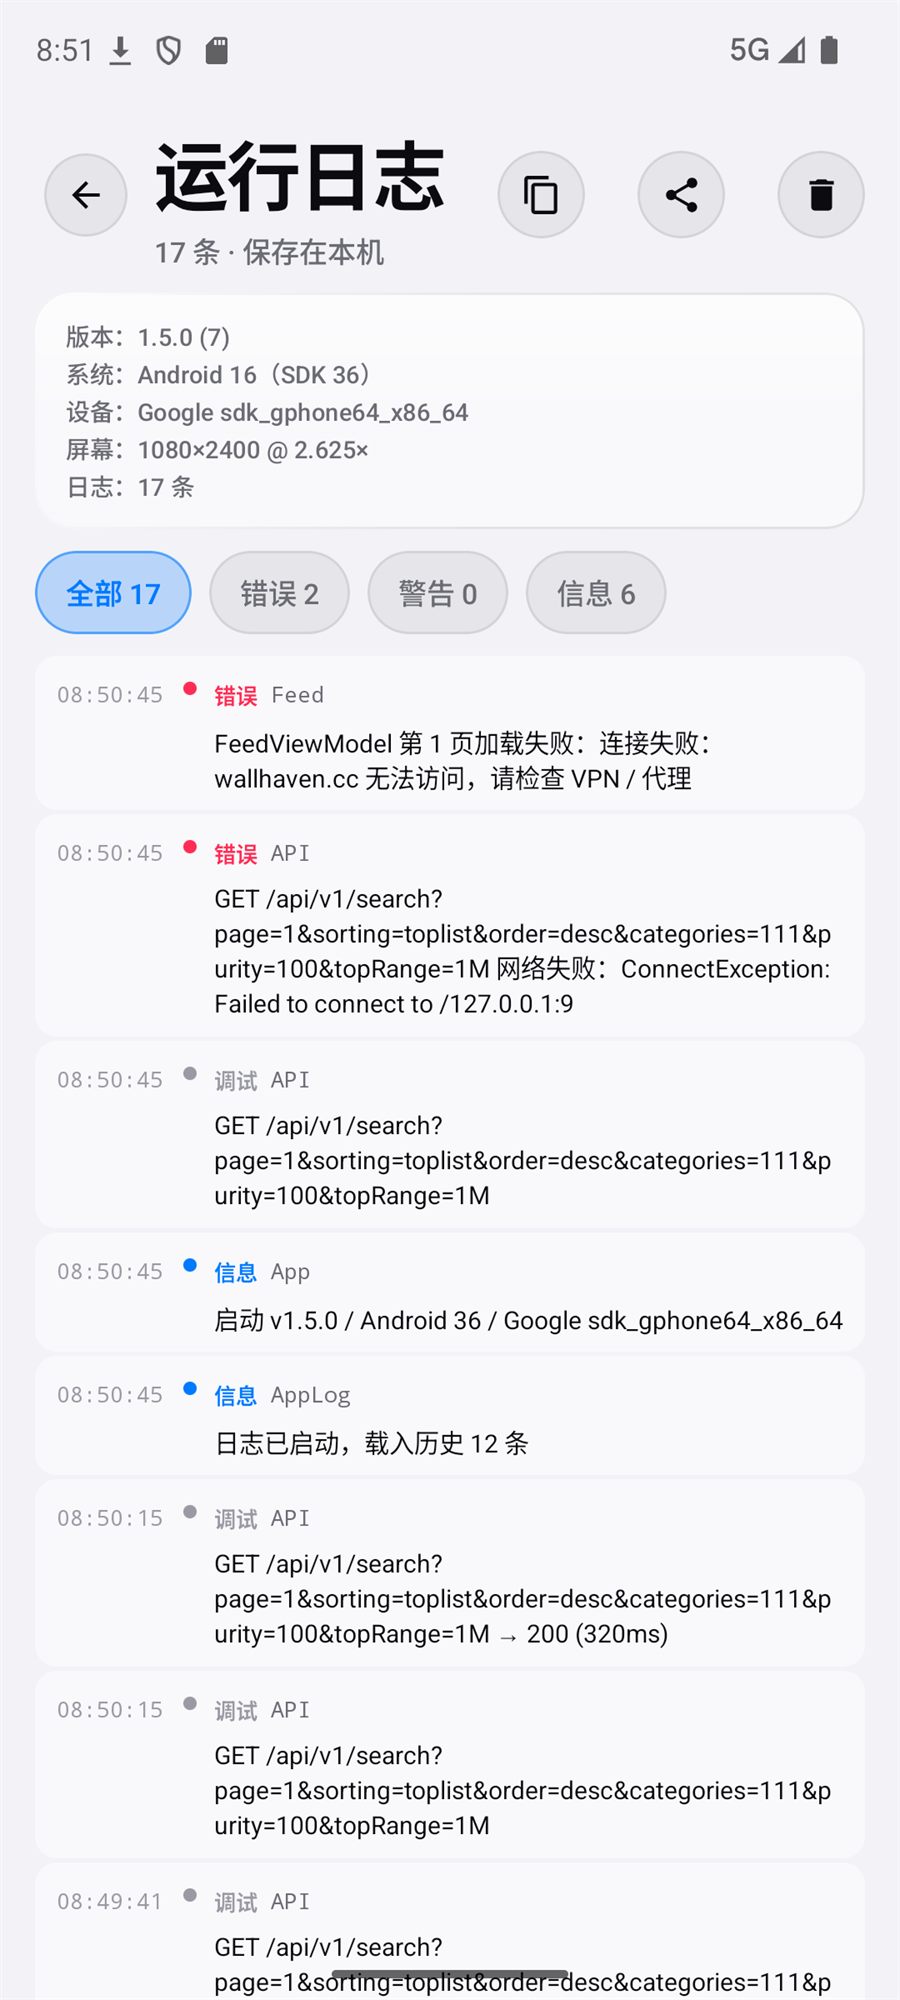 8:51
5G
运行日志
17 条 · 保存在本机
版本：1.5.0 (7)
系统：Android 16（SDK 36）
设备：Google sdk_gphone64_x86_64
屏幕：1080×2400 @ 2.625×
日志：17 条
全部 17 错误 2 警告 0 信息 6
08:50:45 错误 Feed
FeedViewModel 第 1 页加载失败：连接失败：
wallhaven.cc 无法访问，请检查 VPN / 代理
08:50:45 错误 API
GET /api/v1/search?
page=1&sorting=toplist&order=desc&categories=111&p
urity=100&topRange=1M 网络失败：ConnectException:
Failed to connect to /127.0.0.1:9
08:50:45 调试 API
GET /api/v1/search?
page=1&sorting=toplist&order=desc&categories=111&p
urity=100&topRange=1M
08:50:45 信息 App
启动 v1.5.0 / Android 36 / Google sdk_gphone64_x86_64
08:50:45 信息 AppLog
日志已启动，载入历史 12 条
08:50:15 调试 API
GET /api/v1/search?
page=1&sorting=toplist&order=desc&categories=111&p
urity=100&topRange=1M → 200 (320ms)
08:50:15 调试 API
GET /api/v1/search?
page=1&sorting=toplist&order=desc&categories=111&p
urity=100&topRange=1M
08:49:41 调试 API
GET /api/v1/search?
page=1&sorting=toplist&order=desc&categories=111&p